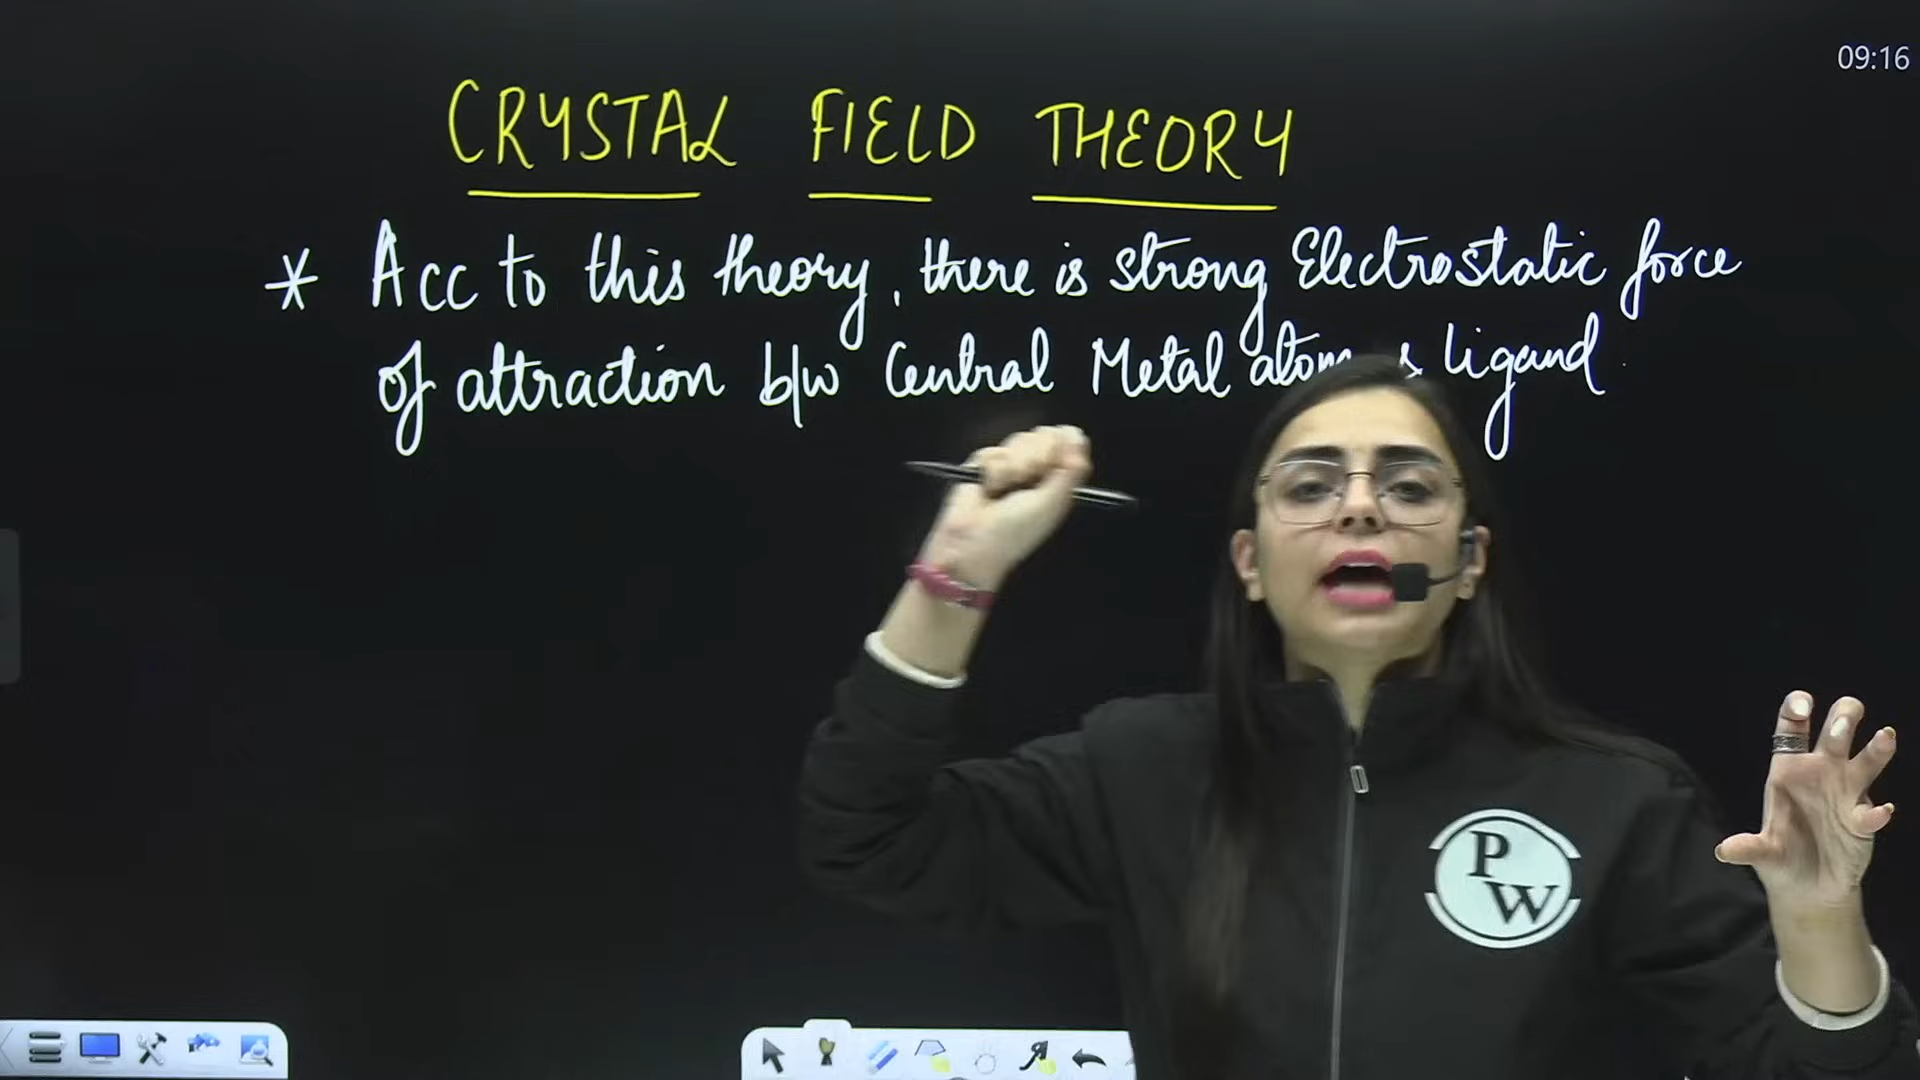 09:16
CRYSTAL FIELD THEORY
* Acc to this theory, there is strong Electrostatic force
of attraction b/w Central Metal atom & ligand.
PW